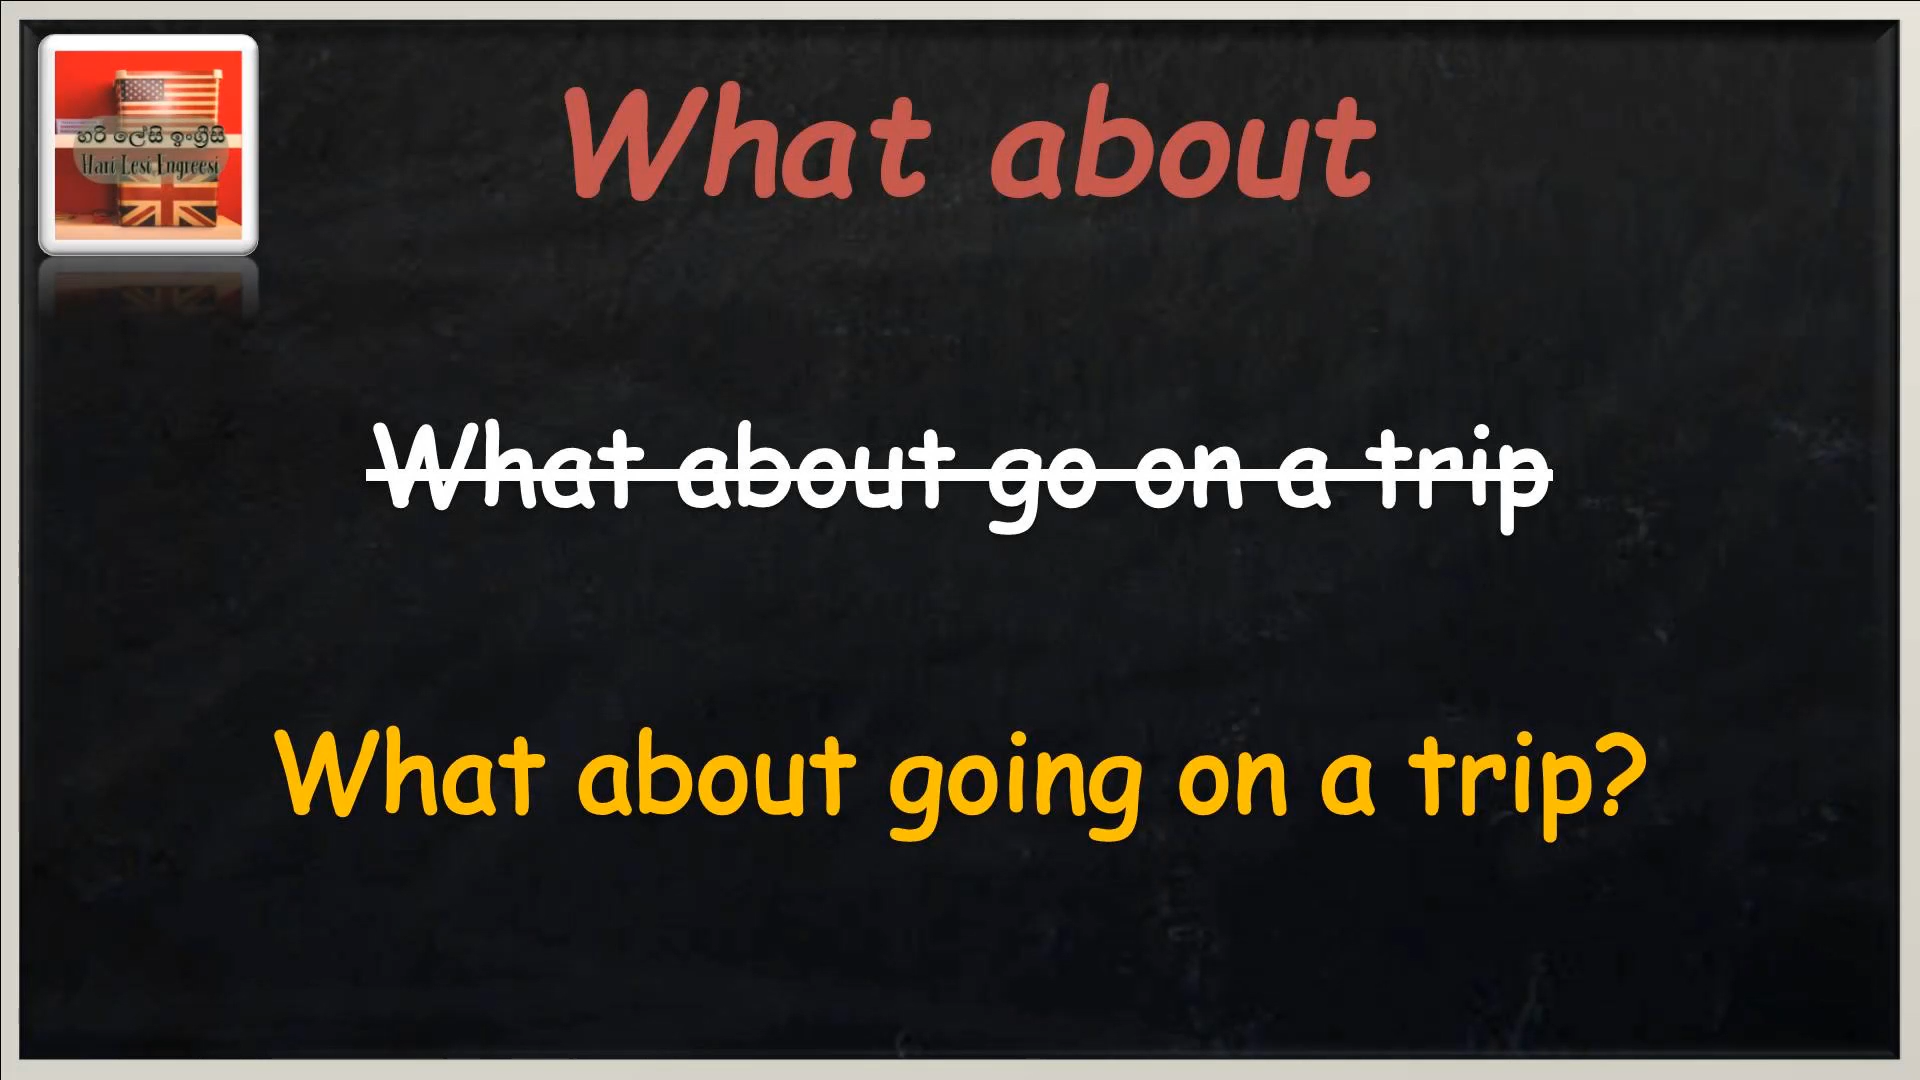 හරි ලේසි ඉංග්‍රීසි
Hari Lesi Engreesi
What about
What about go on a trip
What about going on a trip?